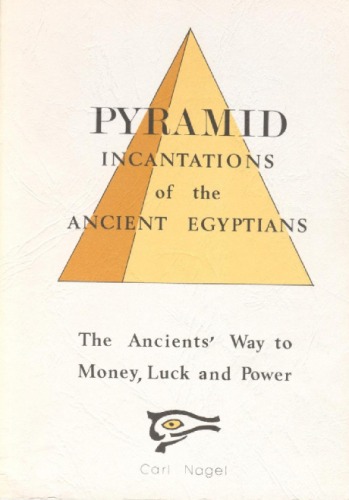 PYRAMID
INCANTATIONS
of the
ANCIENT EGYPTIANS
The Ancients' Way to
Money, Luck and Power
Carl Nagel